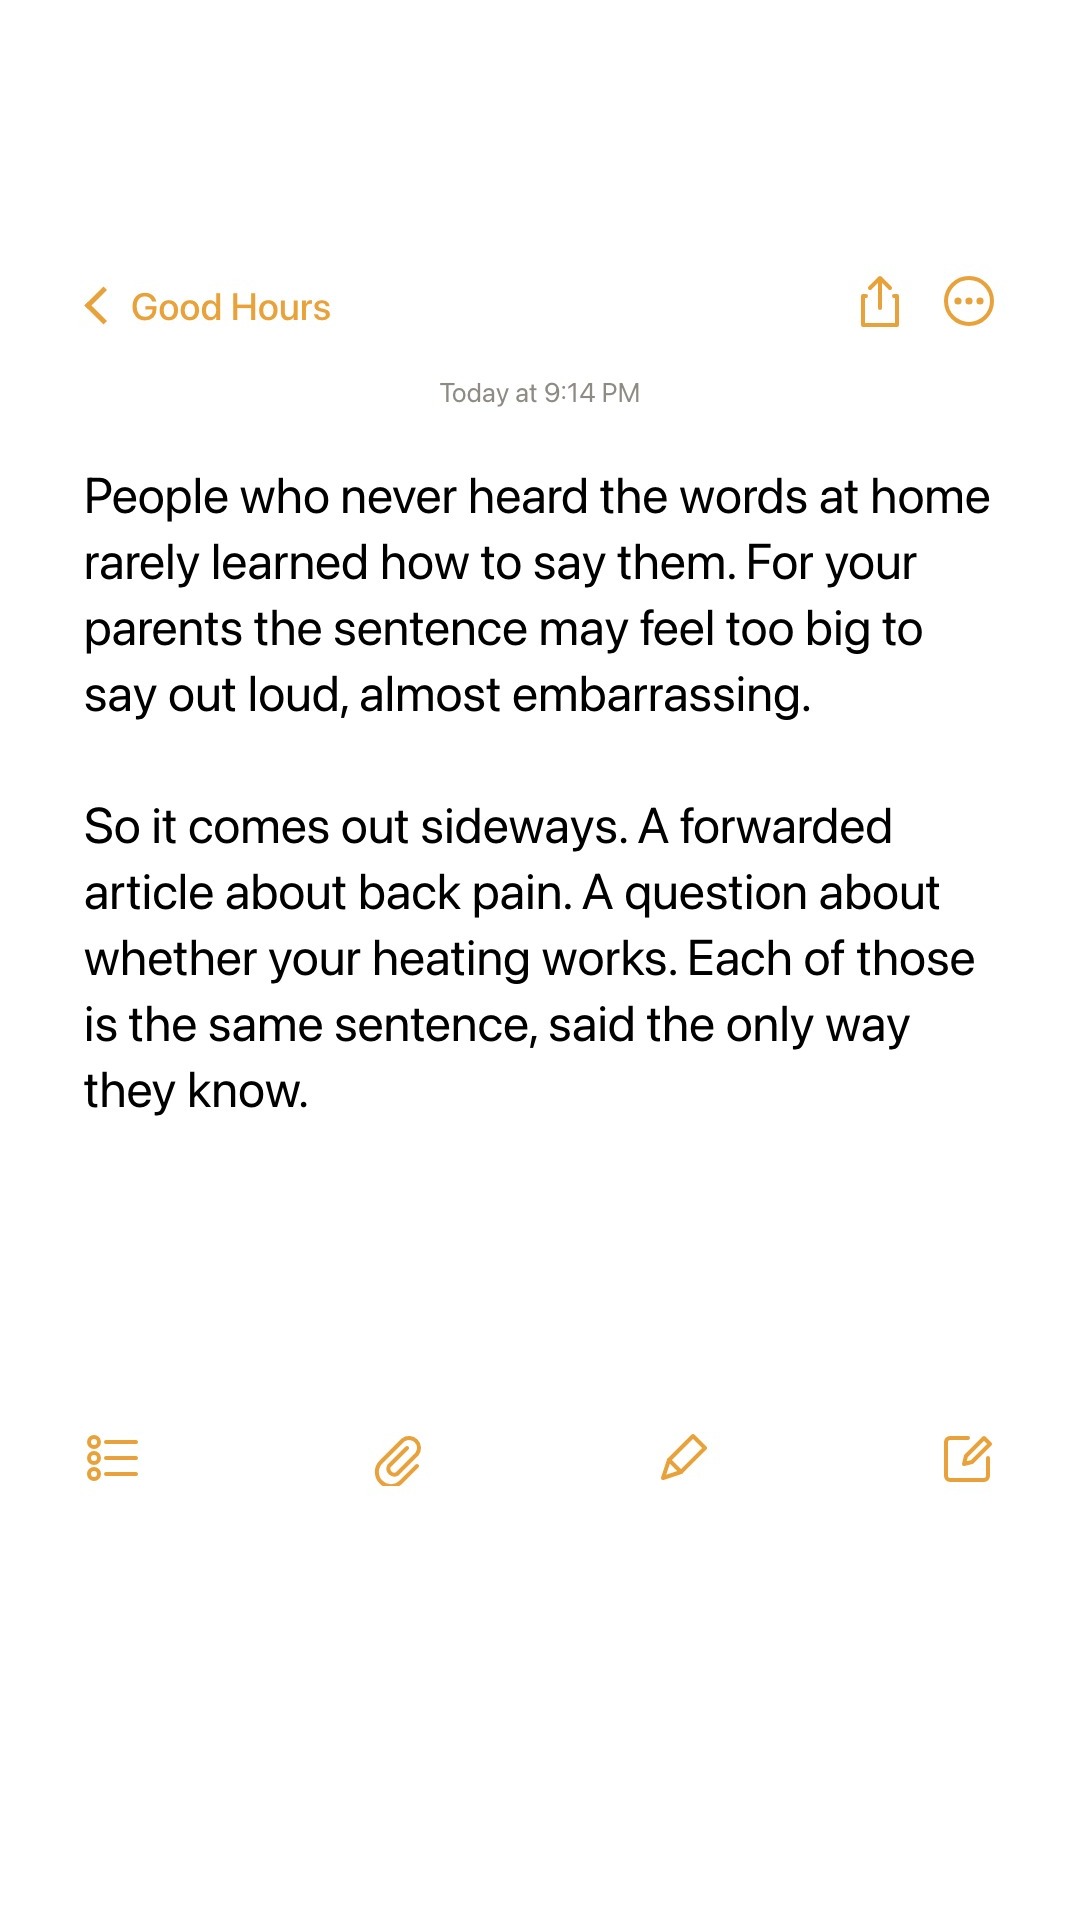 Good Hours
Today at 9:14 PM
People who never heard the words at home
rarely learned how to say them. For your
parents the sentence may feel too big to
say out loud, almost embarrassing.
So it comes out sideways. A forwarded
article about back pain. A question about
whether your heating works. Each of those
is the same sentence, said the only way
they know.